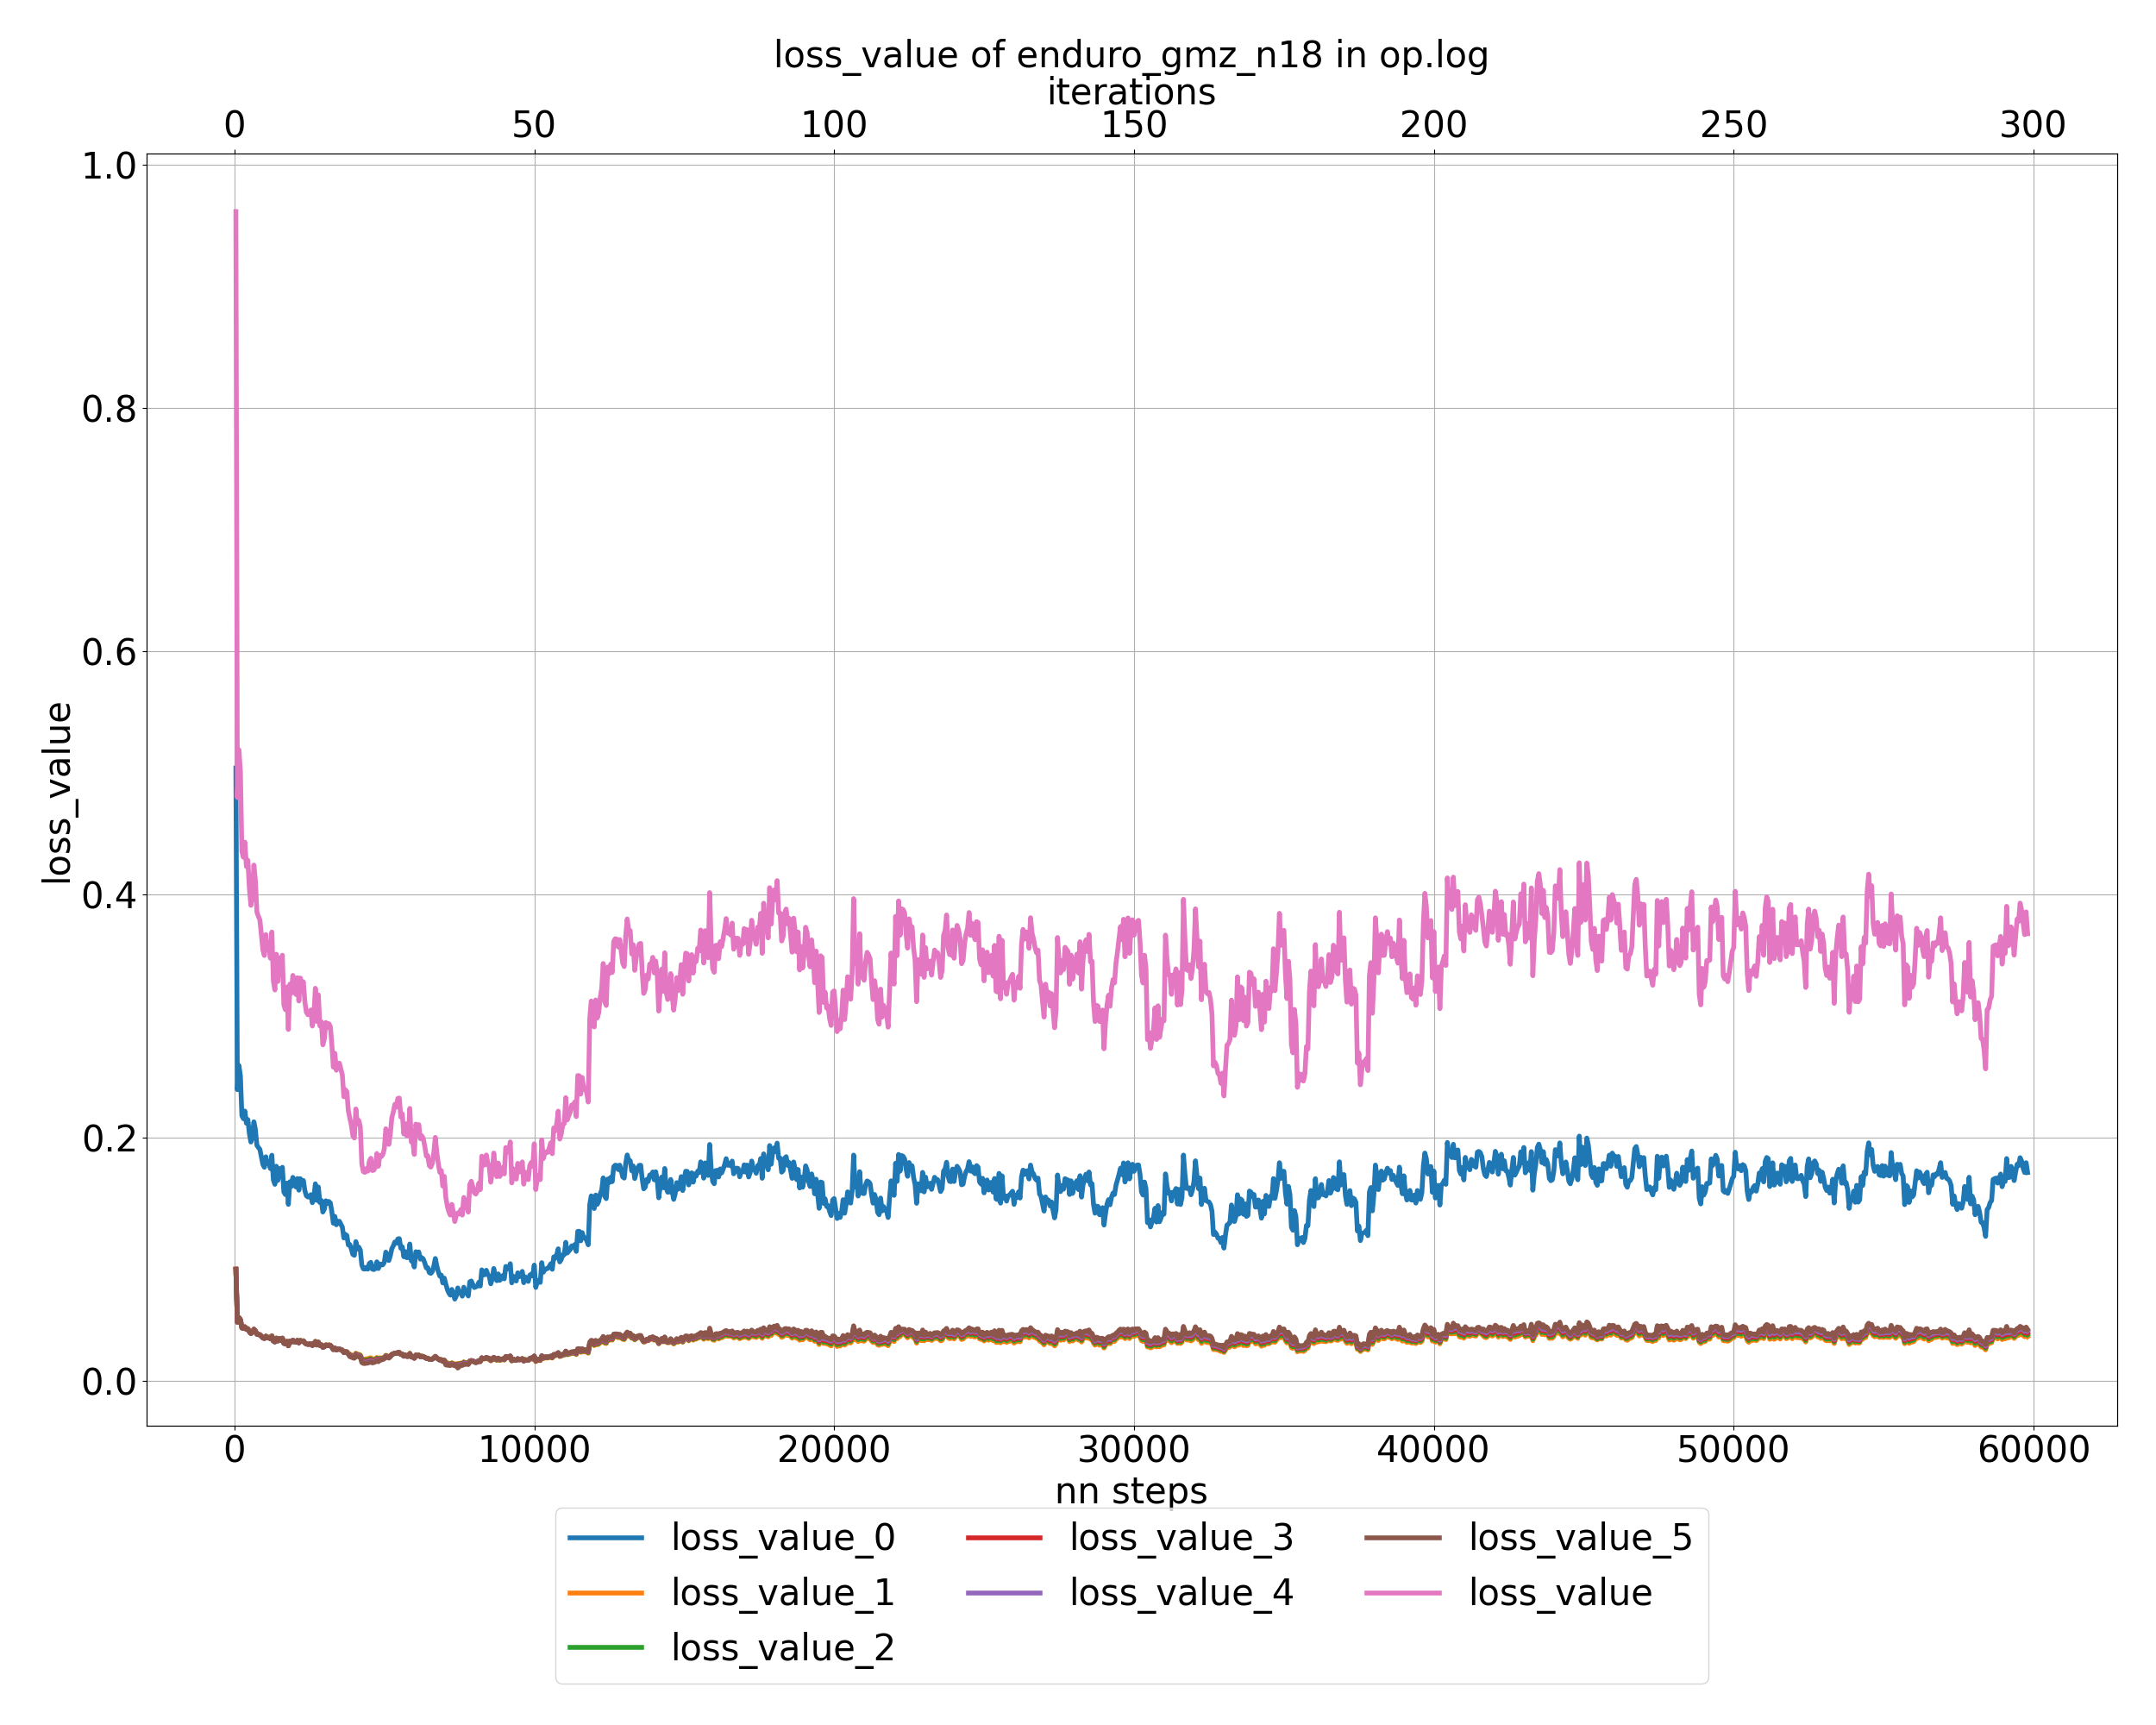 loss_value of enduro_gmz_n18 in op.log
iterations
0 50 100 150 200 250 300
1.0
0.8
0.6
0.4
0.2
0.0
loss_value
0 10000 20000 30000 40000 50000 60000
nn steps
loss_value_0 loss_value_3 loss_value_5
loss_value_1 loss_value_4 loss_value
loss_value_2